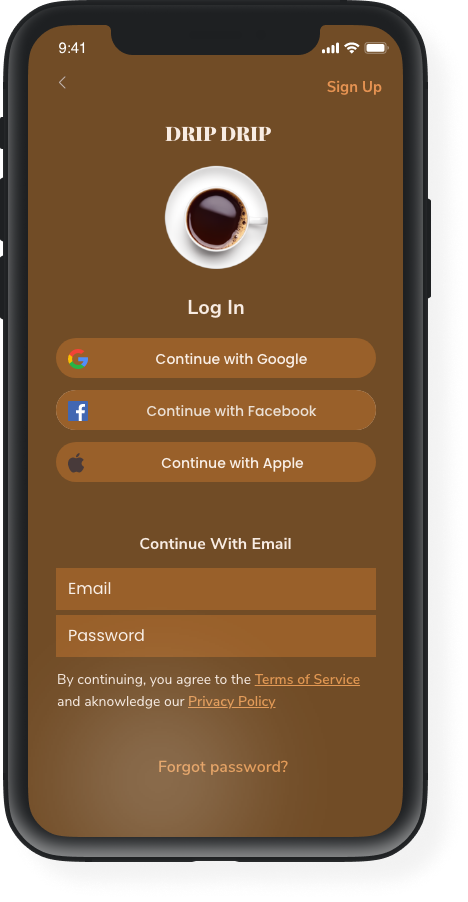 9:41
Sign Up
DRIP DRIP
Log In
Continue with Google
Continue with Facebook
Continue with Apple
Continue With Email
Email
Password
By continuing, you agree to the Terms of Service
and aknowledge our Privacy Policy
Forgot password?